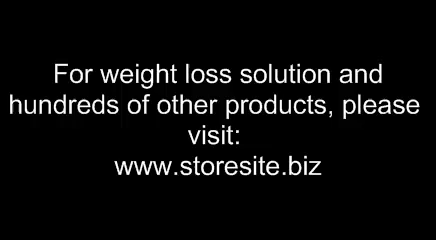 For weight loss solution and
hundreds of other products, please
visit:
www.storesite.biz